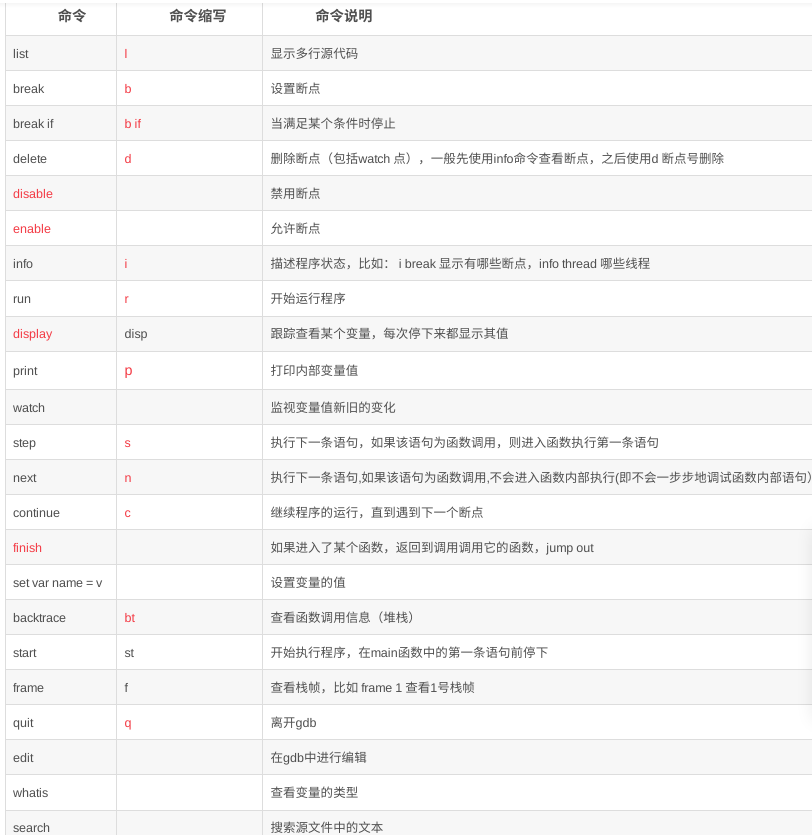 命令 命令缩写 命令说明
list l 显示多行源代码
break b 设置断点
break if b if 当满足某个条件时停止
delete d 删除断点（包括watch 点），一般先使用info命令查看断点，之后使用d 断点号删除
disable 禁用断点
enable 允许断点
info i 描述程序状态，比如： i break 显示有哪些断点，info thread 哪些线程
run r 开始运行程序
display disp 跟踪查看某个变量，每次停下来都显示其值
print p 打印内部变量值
watch 监视变量值新旧的变化
step s 执行下一条语句，如果该语句为函数调用，则进入函数执行第一条语句
next n 执行下一条语句,如果该语句为函数调用,不会进入函数内部执行(即不会一步步地调试函数内部语句)
continue c 继续程序的运行，直到遇到下一个断点
finish 如果进入了某个函数，返回到调用调用它的函数，jump out
set var name = v 设置变量的值
backtrace bt 查看函数调用信息（堆栈）
start st 开始执行程序，在main函数中的第一条语句前停下
frame f 查看栈帧，比如 frame 1 查看1号栈帧
quit q 离开gdb
edit 在gdb中进行编辑
whatis 查看变量的类型
search 搜索源文件中的文本